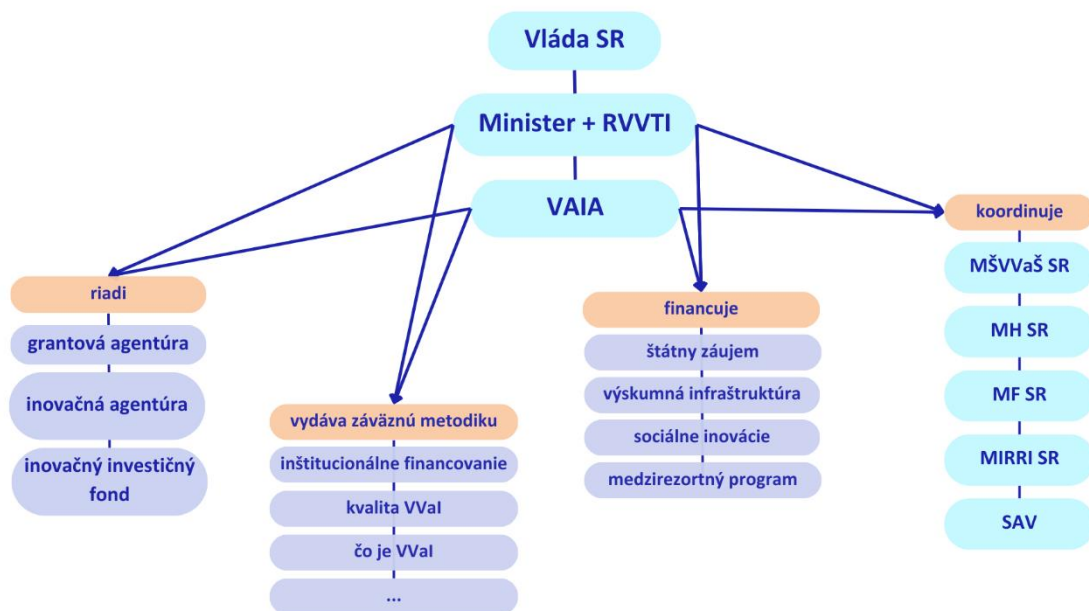 Vláda SR
Minister + RVVTI
VAIA
riadi
grantová agentúra
inovačná agentúra
inovačný investičný
fond
vydáva záväznú metodiku
inštitucionálne financovanie
kvalita VVaI
čo je VVaI
...
financuje
štátny záujem
výskumná infraštruktúra
sociálne inovácie
medzirezortný program
koordinuje
MŠVVaŠ SR
MH SR
MF SR
MIRRI SR
SAV